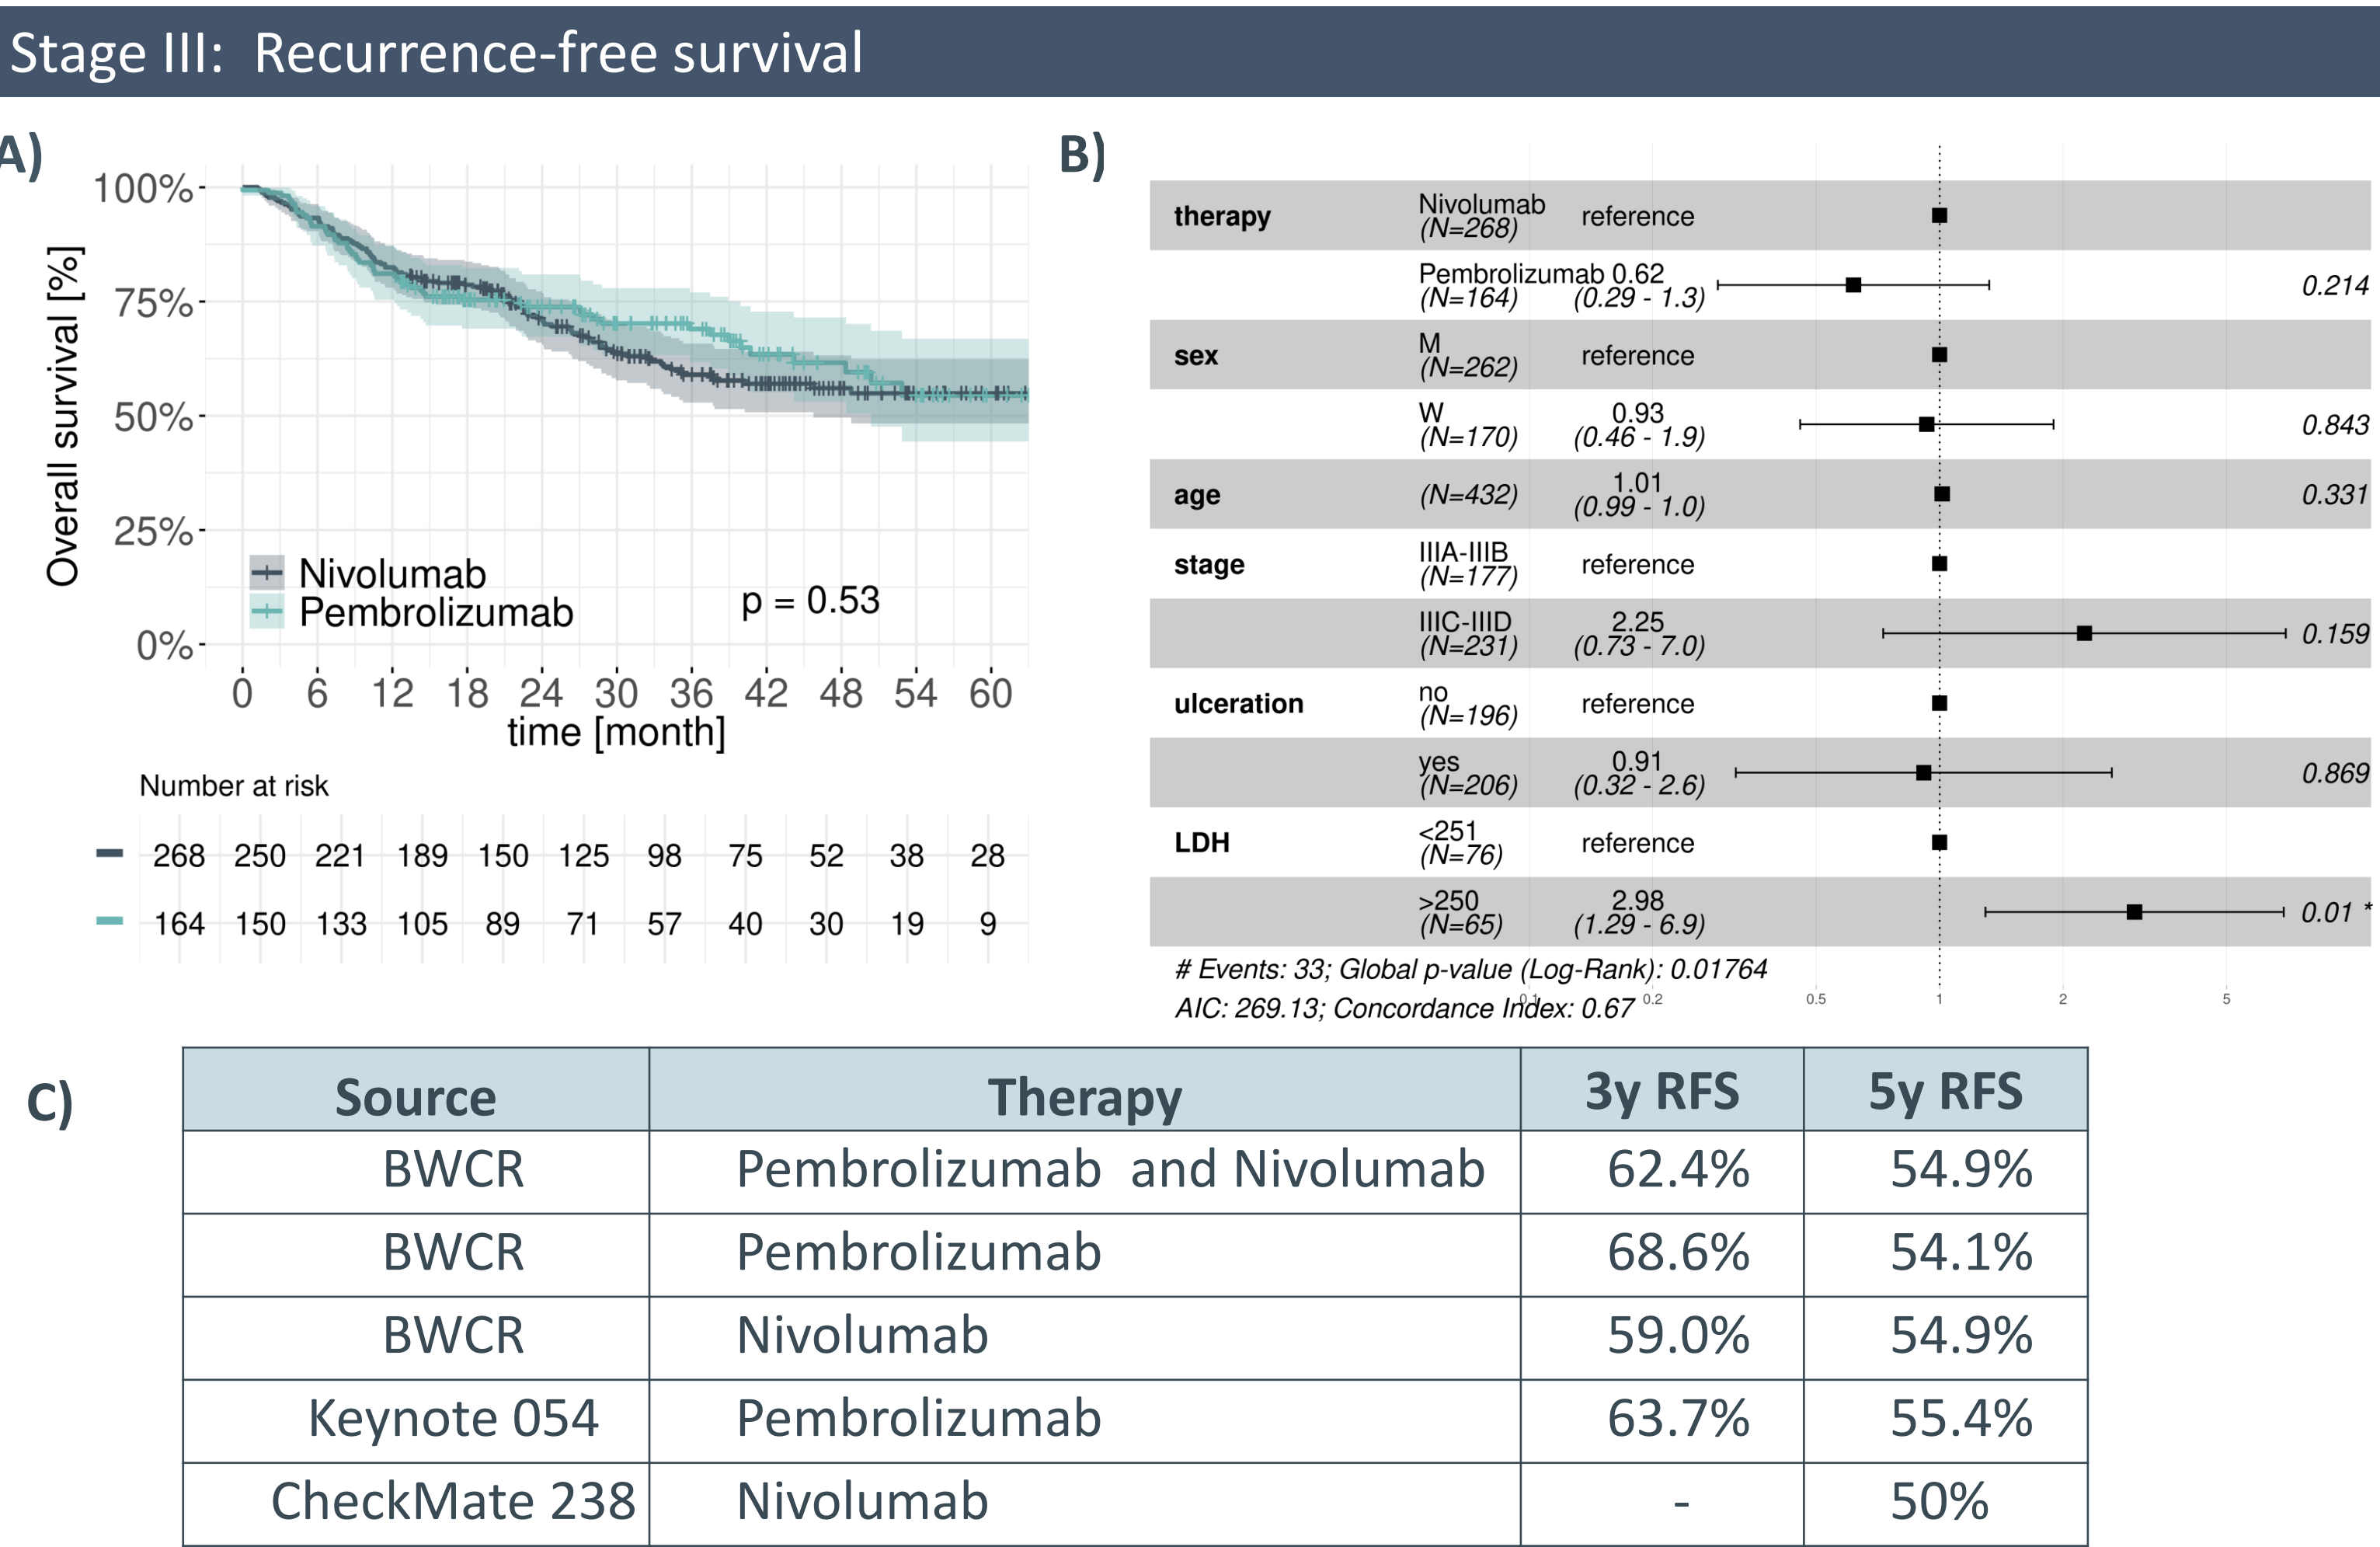 Stage III: Recurrence-free survival
A)
Overall survival [%]
100%
75%
50%
25%
0%
Nivolumab
Pembrolizumab
p = 0.53
0 6 12 18 24 30 36 42 48 54 60
time [month]
Number at risk
268 250 221 189 150 125 98 75 52 38 28
164 150 133 105 89 71 57 40 30 19 9
B)
therapy Nivolumab (N=268) reference
Pembrolizumab (N=164) 0.62 (0.29 - 1.3) 0.214
sex M (N=262) reference
W (N=170) 0.93 (0.46 - 1.9) 0.843
age (N=432) 1.01 (0.99 - 1.0) 0.331
stage IIIA-IIIB (N=177) reference
IIIC-IIID (N=231) 2.25 (0.73 - 7.0) 0.159
ulceration no (N=196) reference
yes (N=206) 0.91 (0.32 - 2.6) 0.869
LDH <251 (N=76) reference
>250 (N=65) 2.98 (1.29 - 6.9) 0.01 *
# Events: 33; Global p-value (Log-Rank): 0.01764
AIC: 269.13; Concordance Index: 0.67
0.1 0.2 0.5 1 2 5
C)
Source Therapy 3y RFS 5y RFS
BWCR Pembrolizumab and Nivolumab 62.4% 54.9%
BWCR Pembrolizumab 68.6% 54.1%
BWCR Nivolumab 59.0% 54.9%
Keynote 054 Pembrolizumab 63.7% 55.4%
CheckMate 238 Nivolumab - 50%